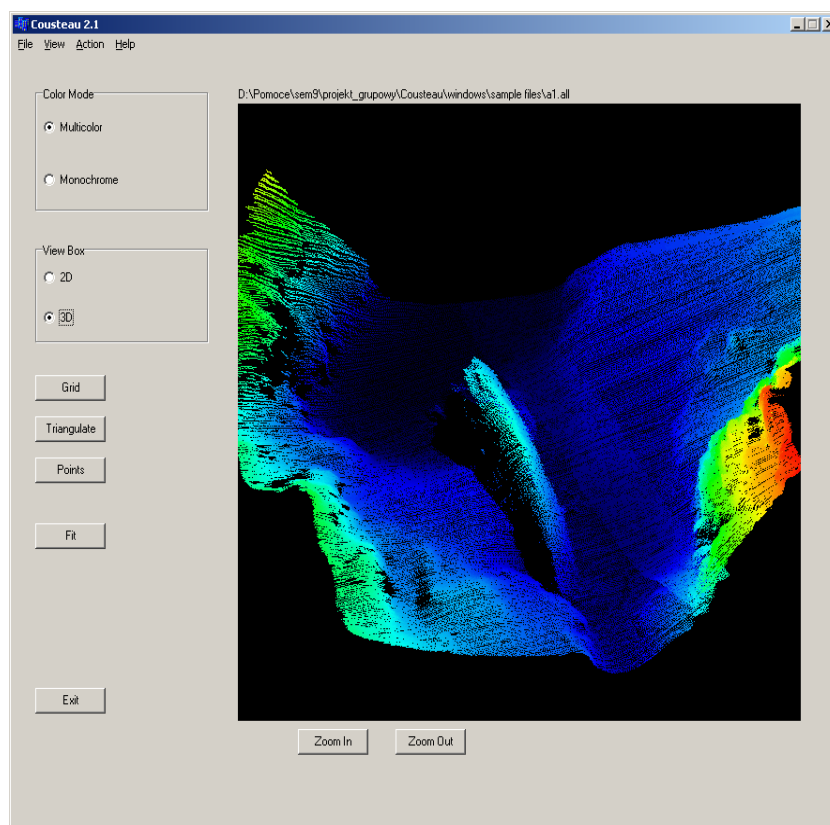 Cousteau 2.1
File View Action Help
Color Mode
D:\Pomoce\sem9\projekt_grupowy\Cousteau\windows\sample files\a1.all
Multicolor
Monochrome
View Box
2D
3D
Grid
Triangulate
Points
Fit
Exit
Zoom In Zoom Out